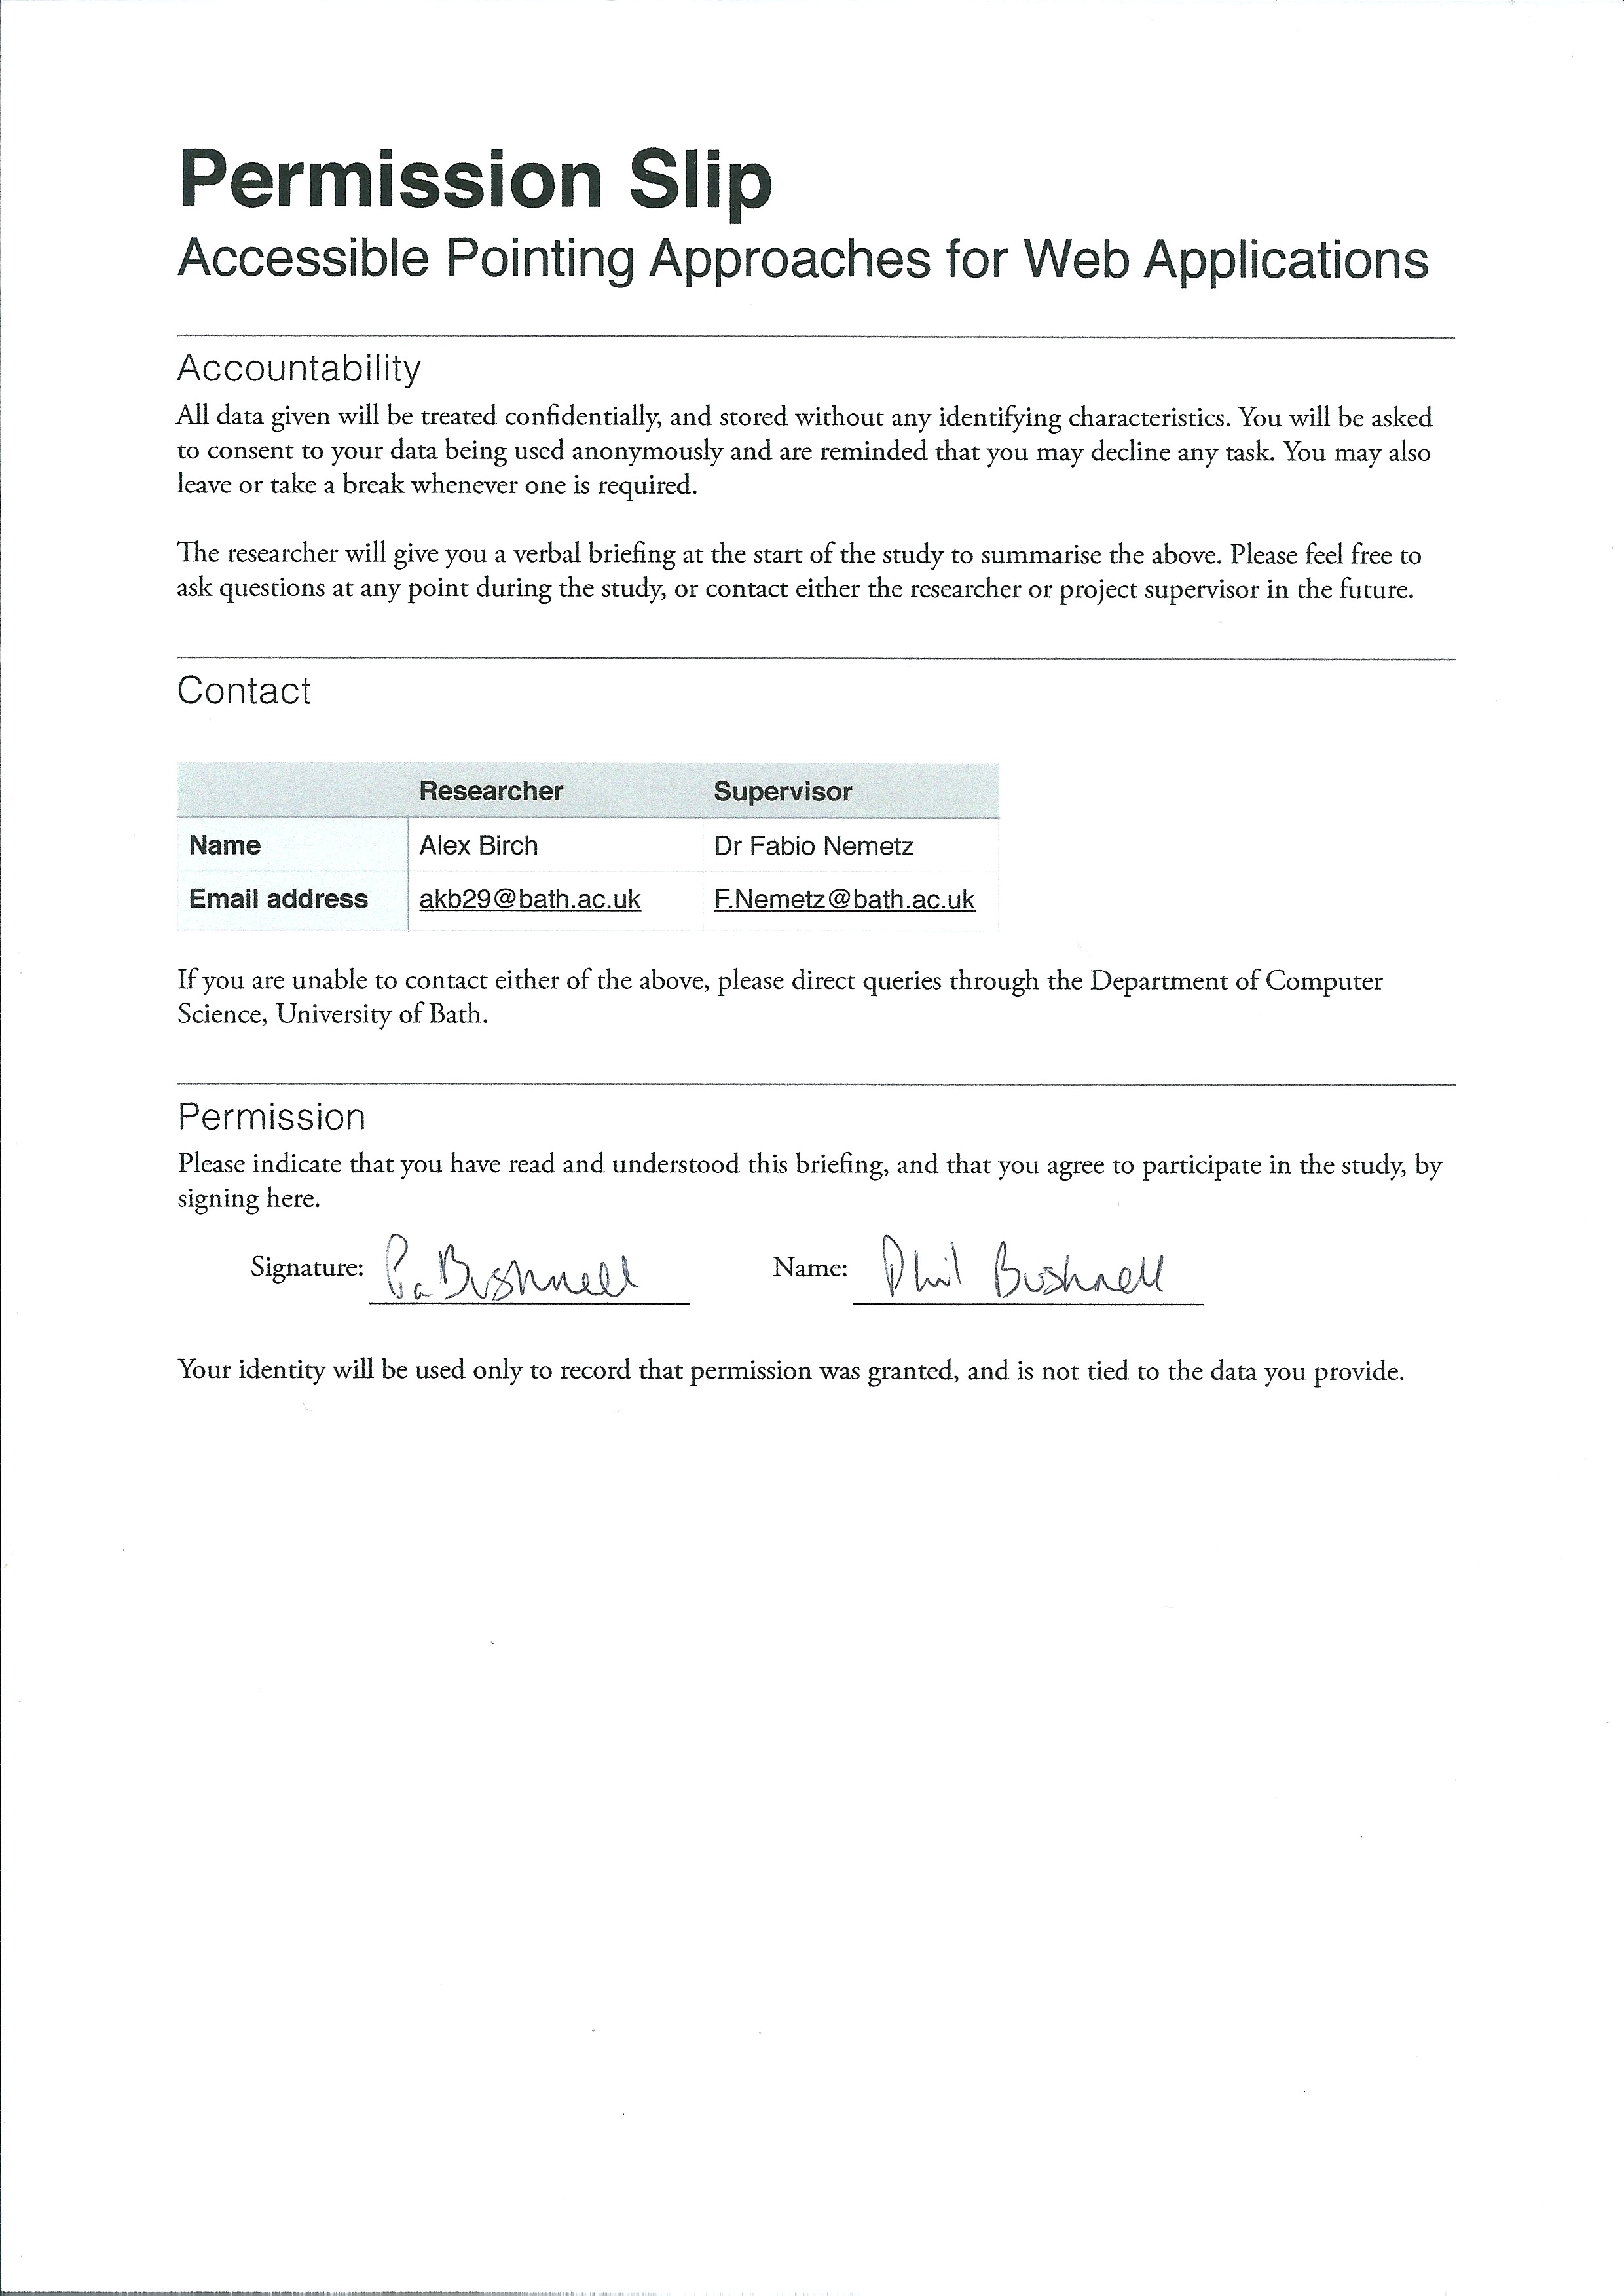 Permission Slip
Accessible Pointing Approaches for Web Applications
Accountability
All data given will be treated confidentially, and stored without any identifying characteristics. You will be asked
to consent to your data being used anonymously and are reminded that you may decline any task. You may also
leave or take a break whenever one is required.
The researcher will give you a verbal briefing at the start of the study to summarise the above. Please feel free to
ask questions at any point during the study, or contact either the researcher or project supervisor in the future.
Contact
Researcher Supervisor
Name Alex Birch Dr Fabio Nemetz
Email address akb29@bath.ac.uk F.Nemetz@bath.ac.uk
If you are unable to contact either of the above, please direct queries through the Department of Computer
Science, University of Bath.
Permission
Please indicate that you have read and understood this briefing, and that you agree to participate in the study, by
signing here.
Signature: P. Bushnell Name: Phil Bushnell
Your identity will be used only to record that permission was granted, and is not tied to the data you provide.